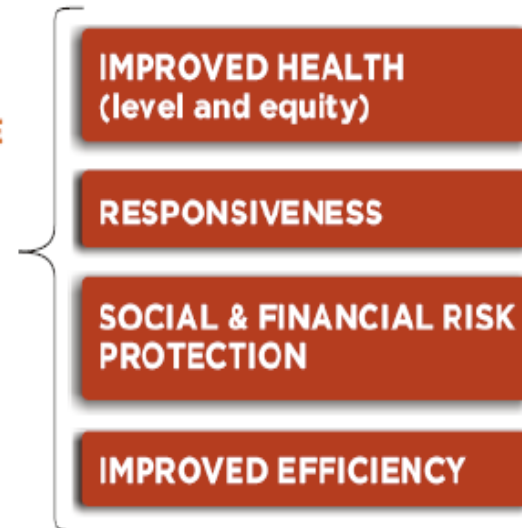 IMPROVED HEALTH
(level and equity)
RESPONSIVENESS
SOCIAL & FINANCIAL RISK
PROTECTION
IMPROVED EFFICIENCY